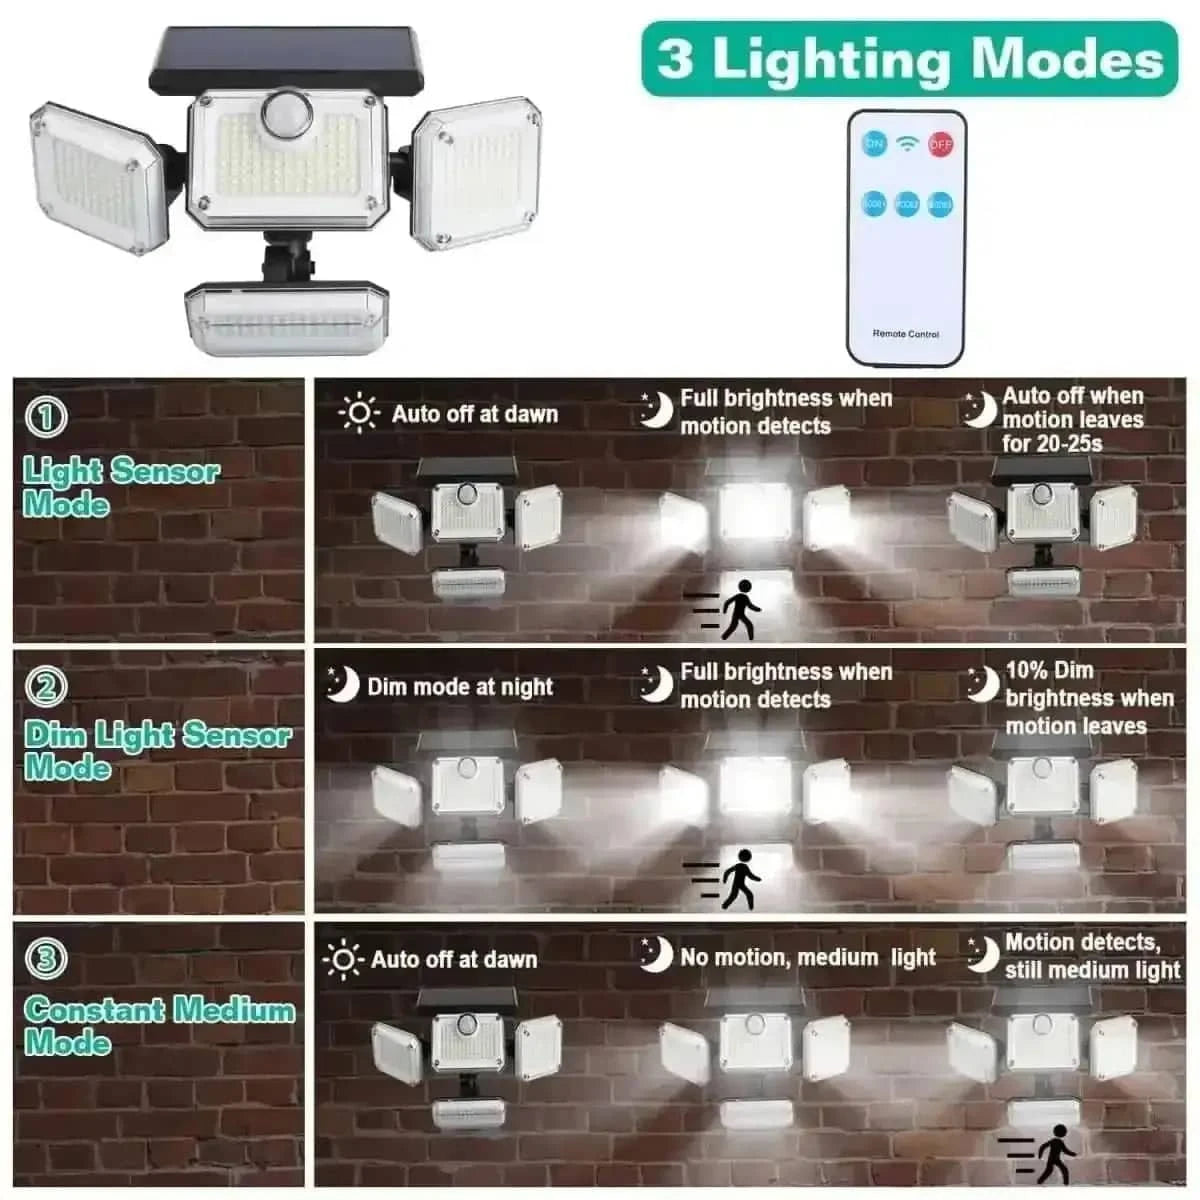 3 Lighting Modes
ON
OFF
MODE2
Remote Control
1
Light Sensor
Mode
Auto off at dawn
Full brightness when
motion detects
Auto off when
motion leaves
for 20-25s
2
Dim Light Sensor
Mode
Dim mode at night
Full brightness when
motion detects
10% Dim
brightness when
motion leaves
3
Constant Medium
Mode
Auto off at dawn
No motion, medium light
Motion detects,
still medium light